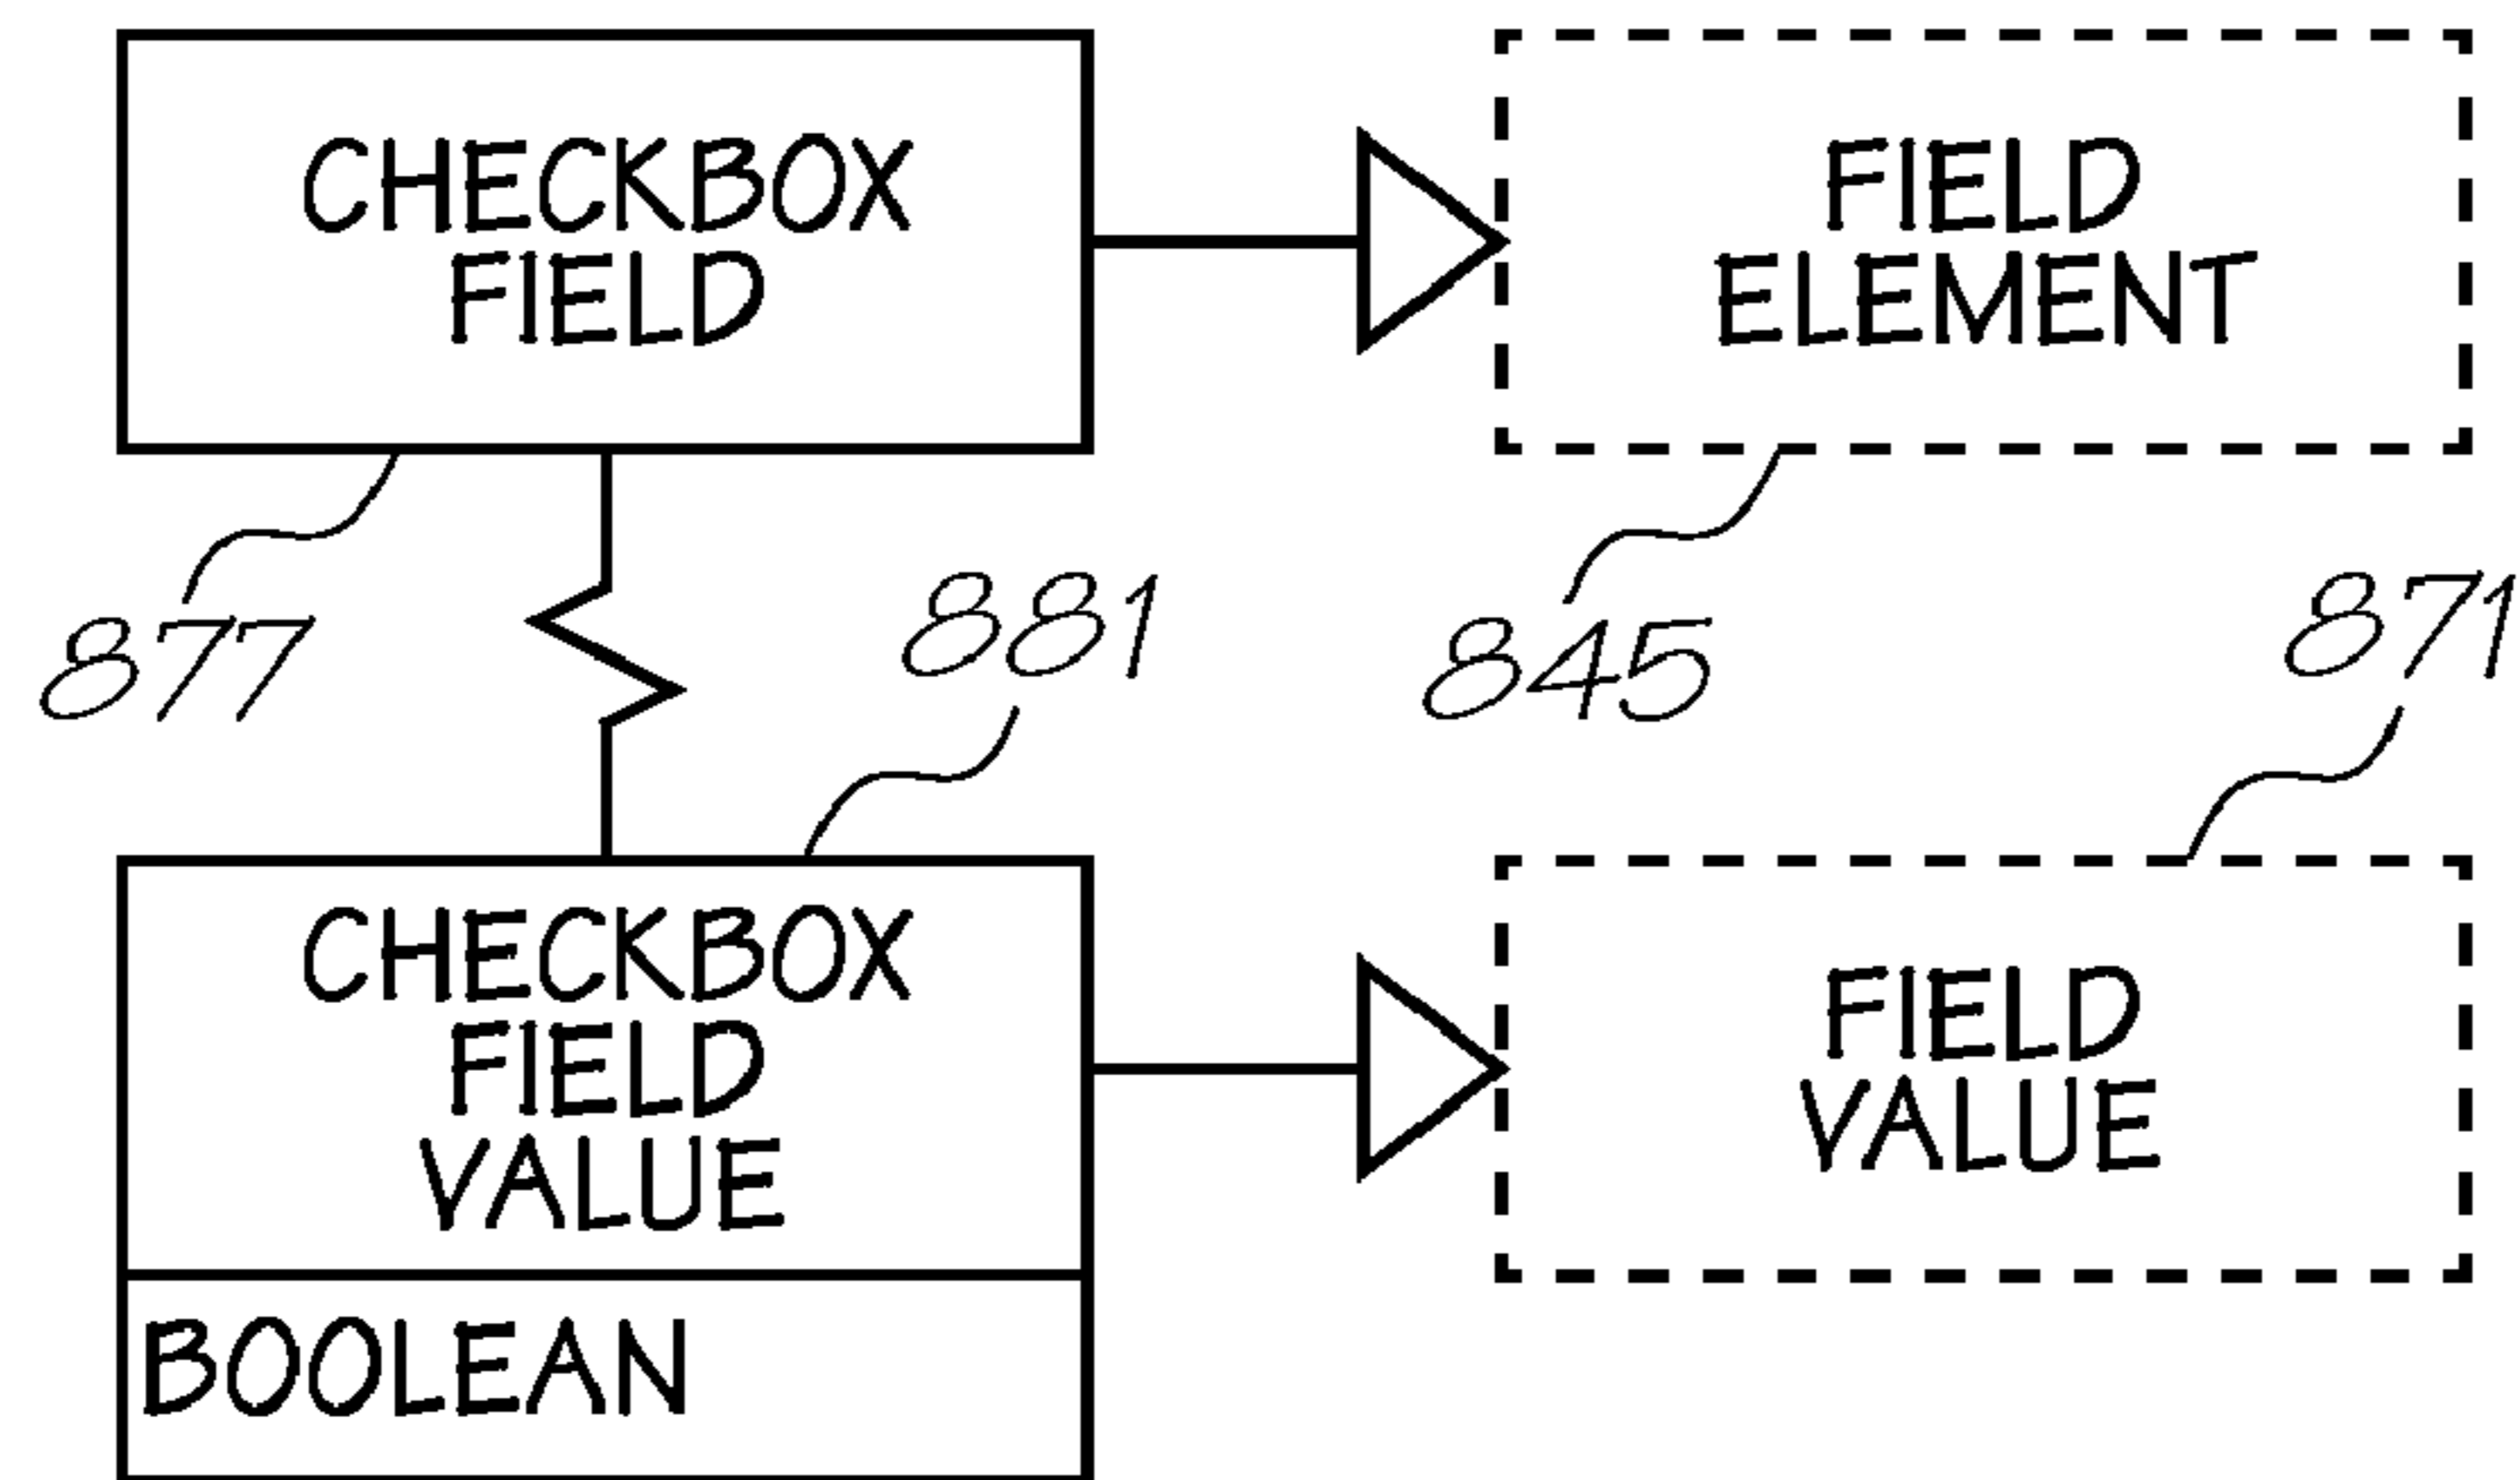 CHECKBOX
FIELD
FIELD
ELEMENT
877
881
845
871
CHECKBOX
FIELD
VALUE
FIELD
VALUE
BOOLEAN